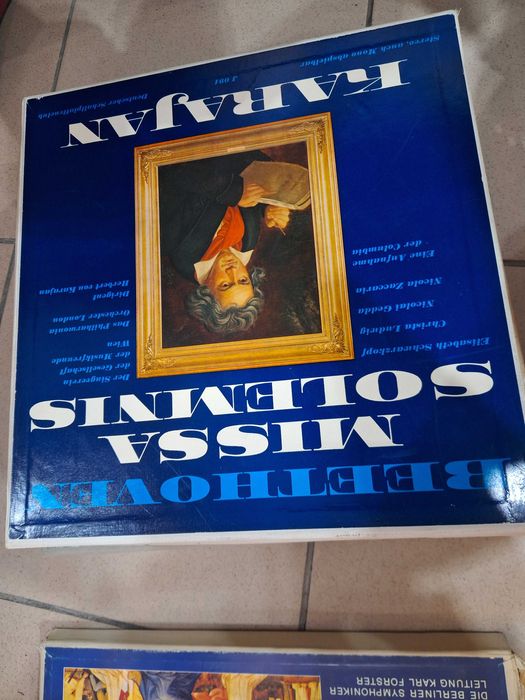 BEETHOVEN
MISSA
SOLEMNIS
Elisabeth Schwarzkopf
Christa Ludwig
Nicolai Gedda
Nicola Zaccaria
Eine Aufnahme
der Columbia
Der Singverein
der Gesellschaft
der Musikfreunde
Wien
Das Philharmonia
Orchester London
Dirigent
Herbert von Karajan
KARAJAN
Stereo, auch Mono abspielbar
J 081
Deutscher Schallplattenclub
DIE BERLINER SYMPHONIKER
LEITUNG KARL FORSTER